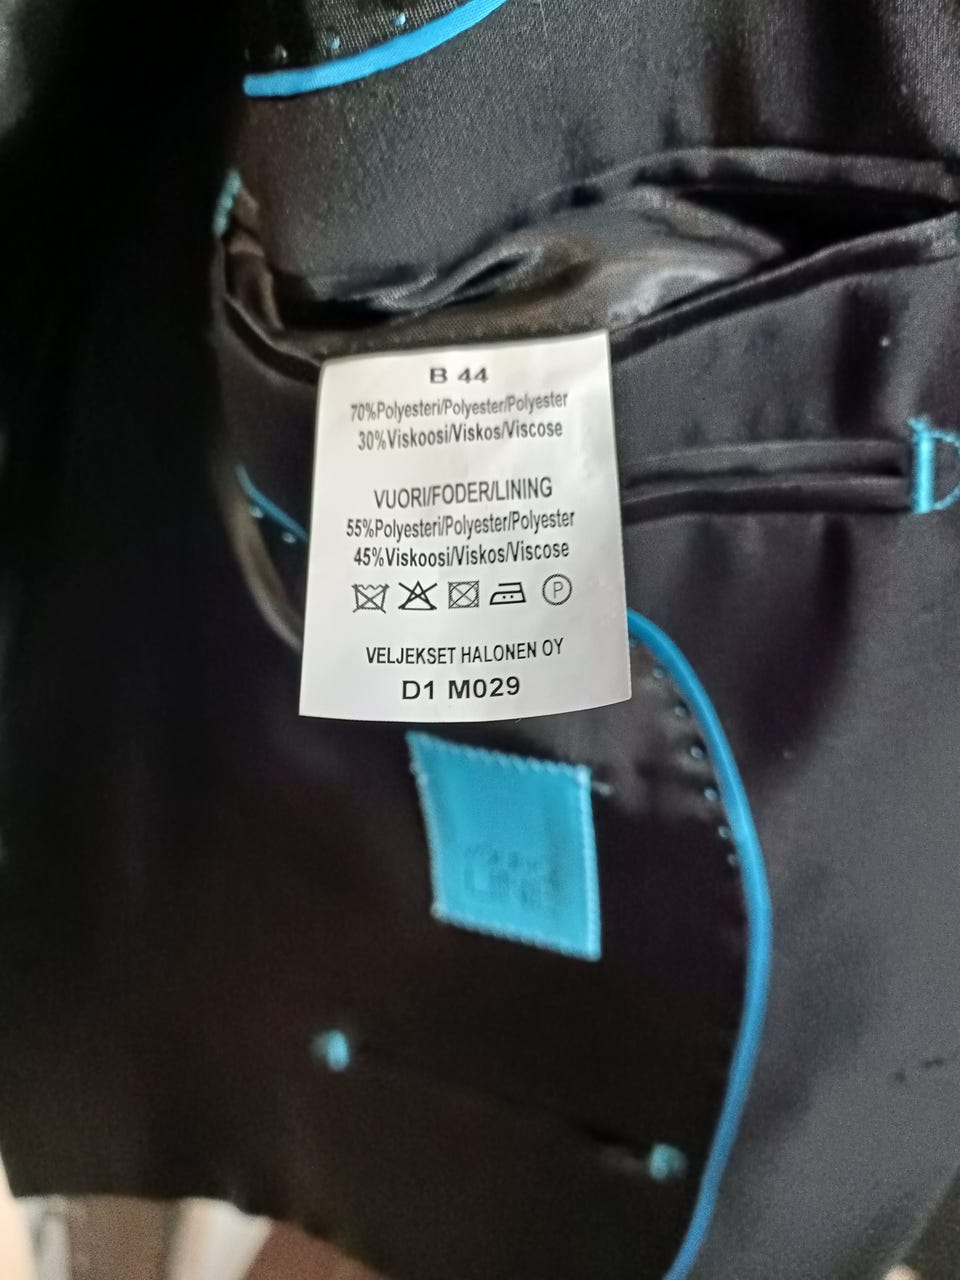 B 44
70%Polyesteri/Polyester/Polyester
30%Viskoosi/Viskos/Viscose
VUORI/FODER/LINING
55%Polyesteri/Polyester/Polyester
45%Viskoosi/Viskos/Viscose
P
VELJEKSET HALONEN OY
D1 M029
LINE